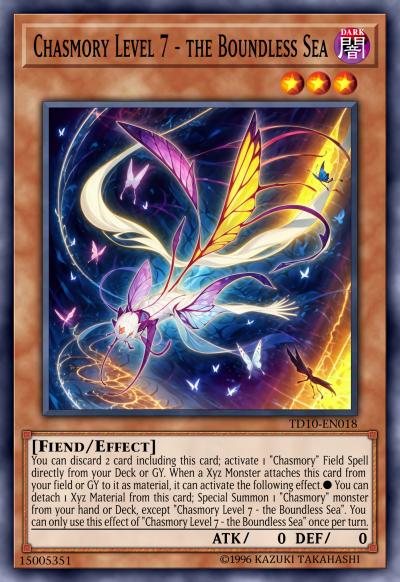 Chasmory Level 7 - the Boundless Sea
DARK
闇
TD10-EN018
[Fiend/Effect]
You can discard 2 card including this card; activate 1 "Chasmory" Field Spell
directly from your Deck or GY. When a Xyz Monster attaches this card from
your field or GY to it as material, it can activate the following effect.● You can
detach 1 Xyz Material from this card; Special Summon 1 "Chasmory" monster
from your hand or Deck, except "Chasmory Level 7 - the Boundless Sea". You
can only use this effect of "Chasmory Level 7 - the Boundless Sea" once per turn.
ATK/ 0 DEF/ 0
15005351 ©1996 KAZUKI TAKAHASHI